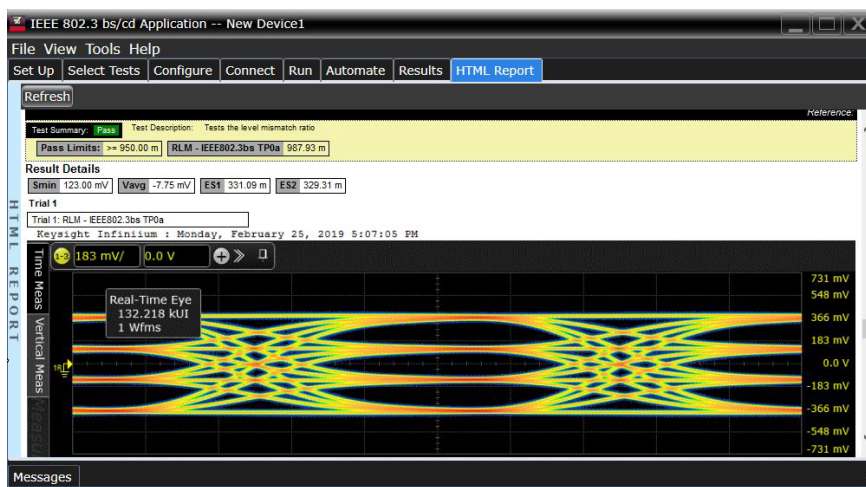 IEEE 802.3 bs/cd Application -- New Device1
File View Tools Help
Set Up Select Tests Configure Connect Run Automate Results HTML Report
Refresh
Reference:
Test Summary: Pass Test Description: Tests the level mismatch ratio
Pass Limits: >= 950.00 m RLM - IEEE802.3bs TP0a 987.93 m
Result Details
Smin 123.00 mV Vavg -7.75 mV ES1 331.09 m ES2 329.31 m
Trial 1
Trial 1: RLM - IEEE802.3bs TP0a
Keysight Infiniium : Monday, February 25, 2019 5:07:05 PM
HTML REPORT
Time Meas
Vertical Meas
Measu
1-3 183 mV/ 0.0 V
Real-Time Eye
132.218 kUI
1 Wfms
731 mV
548 mV
366 mV
183 mV
0.0 V
-183 mV
-366 mV
-548 mV
-731 mV
Messages